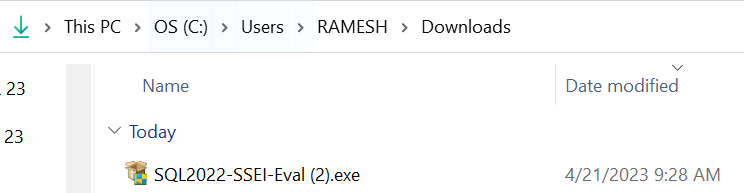 This PC > OS (C:) > Users > RAMESH > Downloads
23
Name Date modified
Today
23
SQL2022-SSEI-Eval (2).exe 4/21/2023 9:28 AM